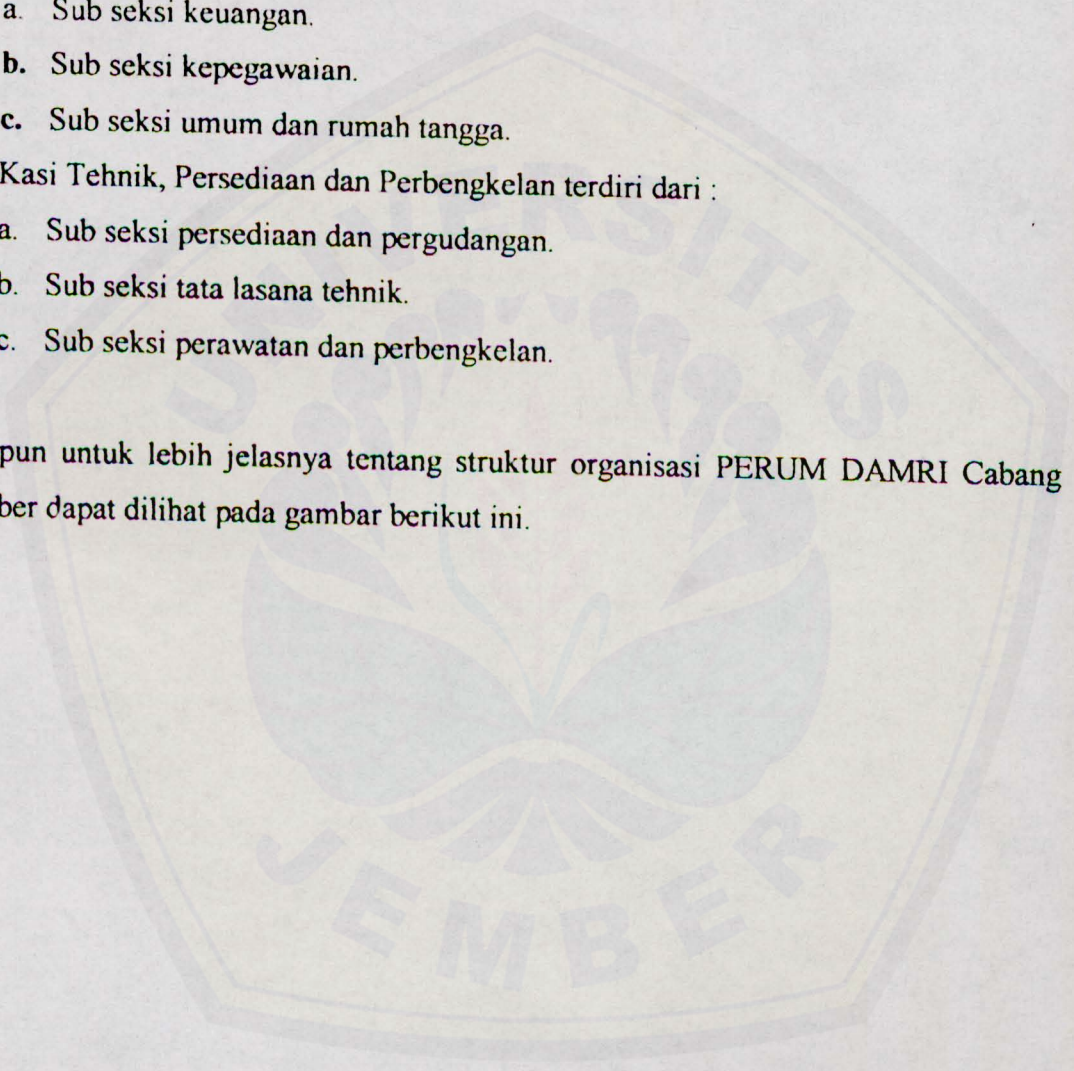 a. Sub seksi keuangan.
b. Sub seksi kepegawaian.
c. Sub seksi umum dan rumah tangga.
Kasi Tehnik, Persediaan dan Perbengkelan terdiri dari :
a. Sub seksi persediaan dan pergudangan.
b. Sub seksi tata lasana tehnik.
c. Sub seksi perawatan dan perbengkelan.
pun untuk lebih jelasnya tentang struktur organisasi PERUM DAMRI Cabang
ber dapat dilihat pada gambar berikut ini.
UNIVERSITAS
JEMBER